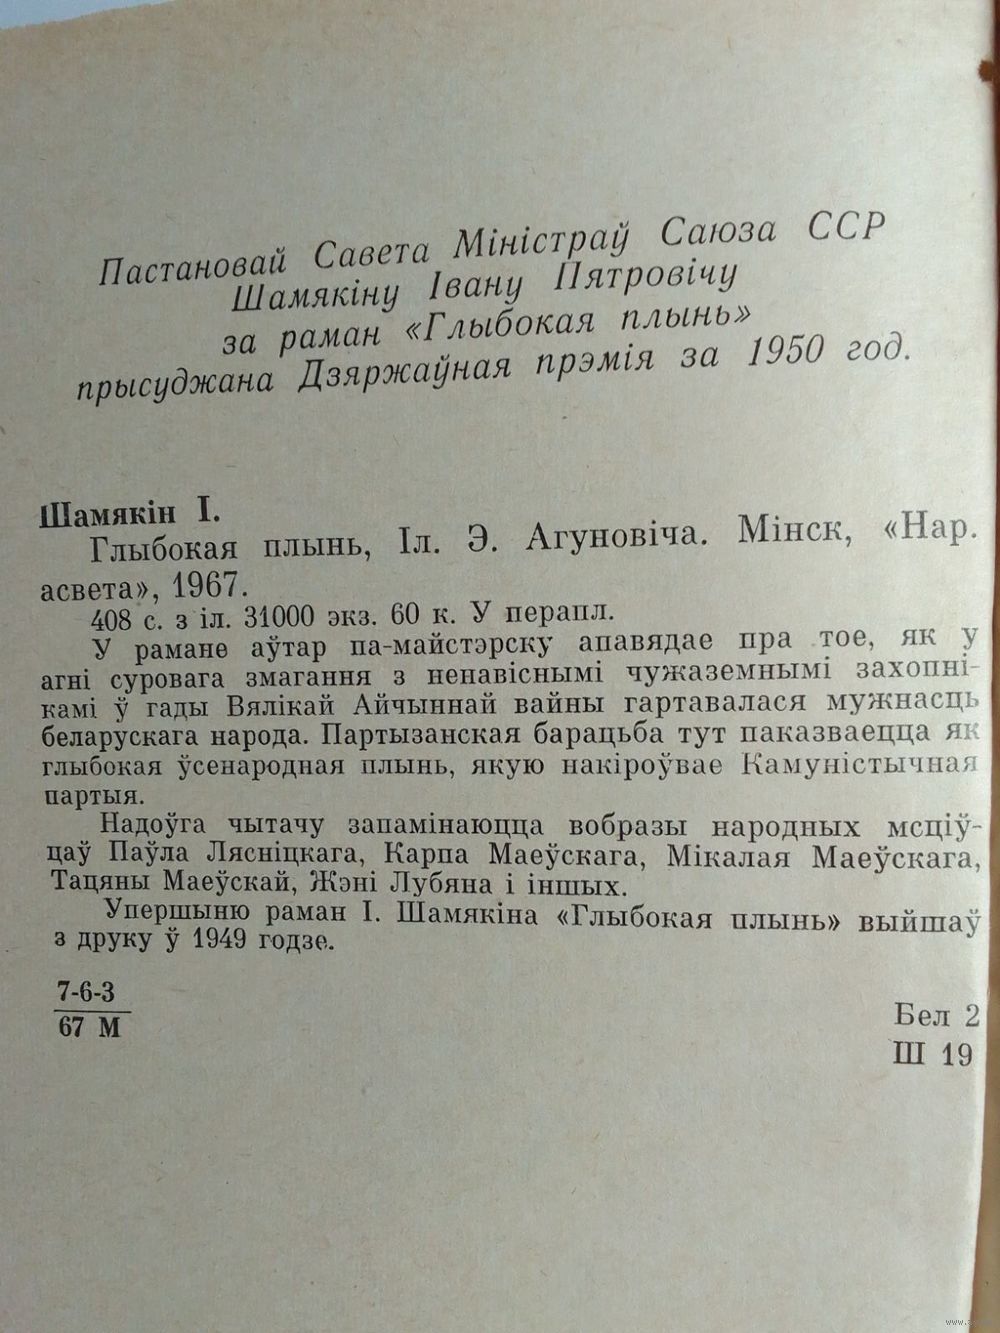 Пастановай Савета Міністраў Саюза ССР
Шамякіну Івану Пятровічу
за раман «Глыбокая плынь»
прысуджана Дзяржаўная прэмія за 1950 год.
Шамякін І.
Глыбокая плынь, Іл. Э. Агуновіча. Мінск, «Нар.
асвета», 1967.
408 с. з іл. 31000 экз. 60 к. У перапл.
У рамане аўтар па-майстэрску апавядае пра тое, як у
агні суровага змагання з ненавіснымі чужаземнымі захопні-
камі ў гады Вялікай Айчыннай вайны гартавалася мужнасць
беларускага народа. Партызанская барацьба тут паказваецца як
глыбокая ўсенародная плынь, якую накіроўвае Камуністычная
партыя.
Надоўга чытачу запамінаюцца вобразы народных мсціў-
цаў Паўла Лясніцкага, Карпа Маеўскага, Мікалая Маеўскага,
Тацяны Маеўскай, Жэні Лубяна і іншых.
Упершыню раман І. Шамякіна «Глыбокая плынь» выйшаў
з друку ў 1949 годзе.
7-6-3
67 М
Бел 2
Ш 19